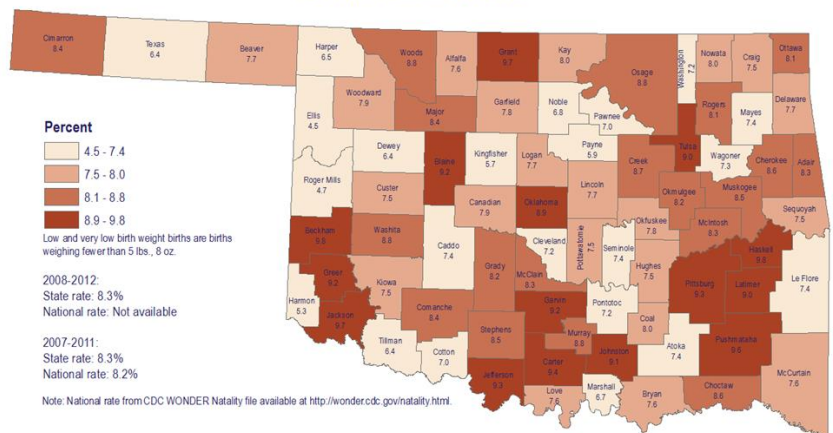 Cimarron
8.4
Texas
6.4
Beaver
7.7
Harper
6.5
Woods
8.8
Alfalfa
7.6
Grant
9.7
Kay
8.0
Osage
8.8
Washington
7.2
Nowata
8.0
Craig
7.5
Ottawa
8.1
Woodward
7.9
Major
8.4
Garfield
7.8
Noble
6.8
Pawnee
7.0
Rogers
8.1
Mayes
7.4
Delaware
7.7
Ellis
4.5
Dewey
6.4
Blaine
9.2
Kingfisher
5.7
Logan
7.7
Payne
5.9
Creek
8.7
Tulsa
9.0
Wagoner
7.3
Cherokee
8.6
Adair
8.3
Roger Mills
4.7
Custer
7.5
Canadian
7.9
Oklahoma
8.9
Lincoln
7.7
Okmulgee
8.2
Muskogee
8.5
Sequoyah
7.5
Beckham
9.8
Washita
8.8
Caddo
7.4
Grady
8.2
Cleveland
7.2
McClain
8.3
Pottawatomie
7.5
Seminole
7.4
Okfuskee
7.8
McIntosh
8.3
Haskell
Hughes
7.5
Pittsburg
9.3
Latimer
9.0
Le Flore
7.4
Greer
9.2
Kiowa
7.5
Harmon
5.3
Jackson
9.7
Comanche
8.4
Stephens
8.5
Garvin
9.2
Murray
8.8
Pontotoc
7.2
Coal
8.0
Atoka
7.4
Pushmataha
9.6
McCurtain
7.6
Tillman
6.4
Cotton
7.0
Jefferson
9.3
Carter
9.4
Johnston
9.1
Love
7.6
Marshall
6.7
Bryan
7.6
Choctaw
8.6
Percent
4.5 - 7.4
7.5 - 8.0
8.1 - 8.8
8.9 - 9.8
Low and very low birth weight births are births
weighing fewer than 5 lbs., 8 oz.
2008-2012:
State rate: 8.3%
National rate: Not available
2007-2011:
State rate: 8.3%
National rate: 8.2%
Note: National rate from CDC WONDER Natality file available at http://wonder.cdc.gov/natality.html.